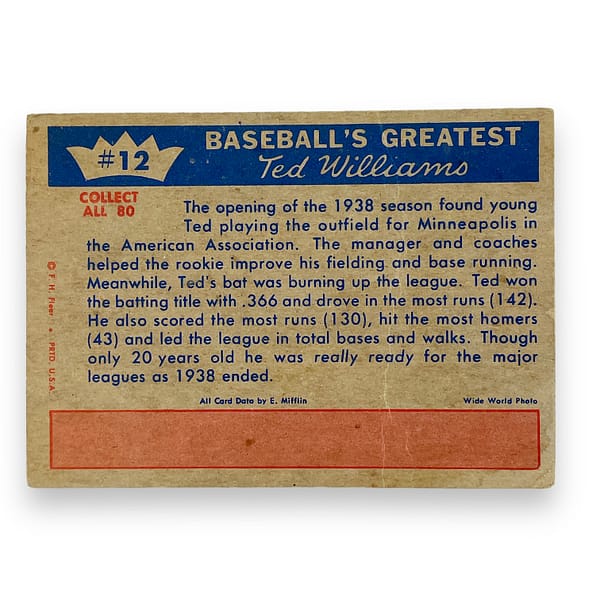 #12
BASEBALL'S GREATEST
Ted Williams
COLLECT
ALL 80
The opening of the 1938 season found young
Ted playing the outfield for Minneapolis in
the American Association. The manager and coaches
helped the rookie improve his fielding and base running.
Meanwhile, Ted's bat was burning up the league. Ted won
the batting title with .366 and drove in the most runs (142).
He also scored the most runs (130), hit the most homers
(43) and led the league in total bases and walks. Though
only 20 years old he was really ready for the major
leagues as 1938 ended.
© F. H. Fleer • PRTD. U.S.A.
All Card Data by E. Mifflin
Wide World Photo